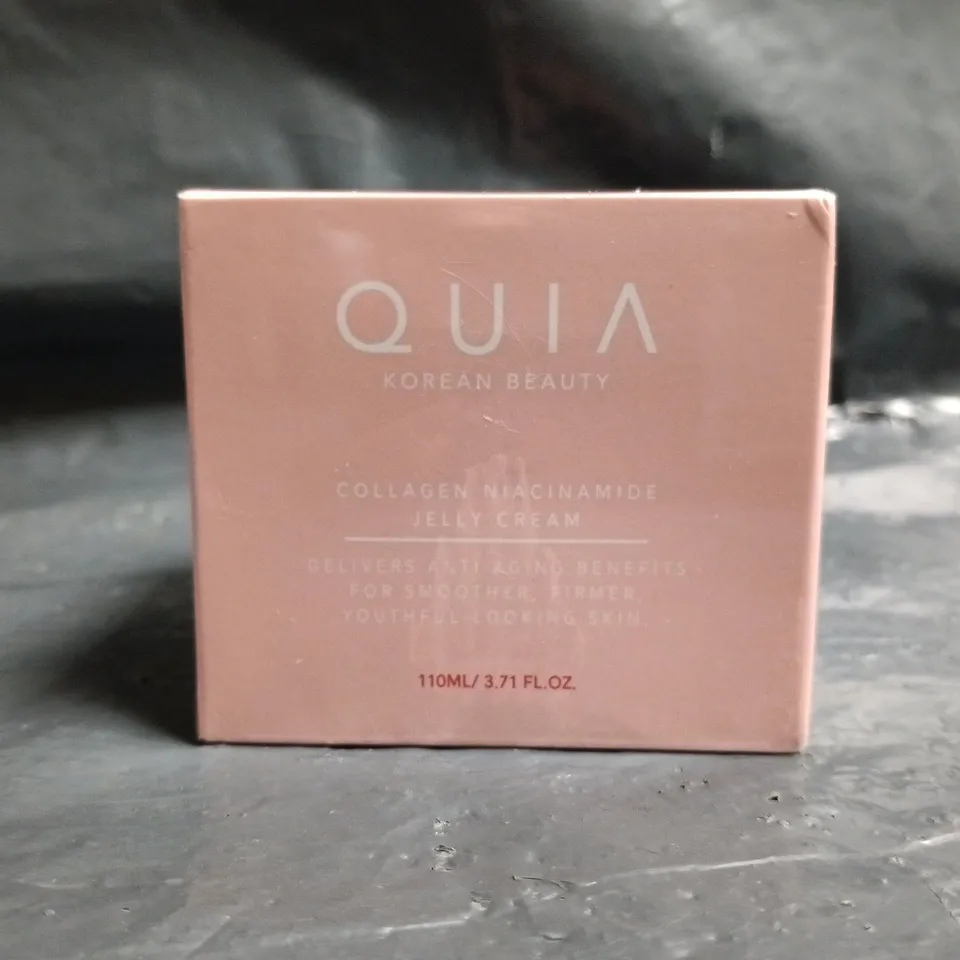 QUIA
KOREAN BEAUTY
COLLAGEN NIACINAMIDE
JELLY CREAM
DELIVERS ANTI AGING BENEFITS
FOR SMOOTHER, FIRMER,
YOUTHFUL LOOKING SKIN.
110ML/ 3.71 FL.OZ.